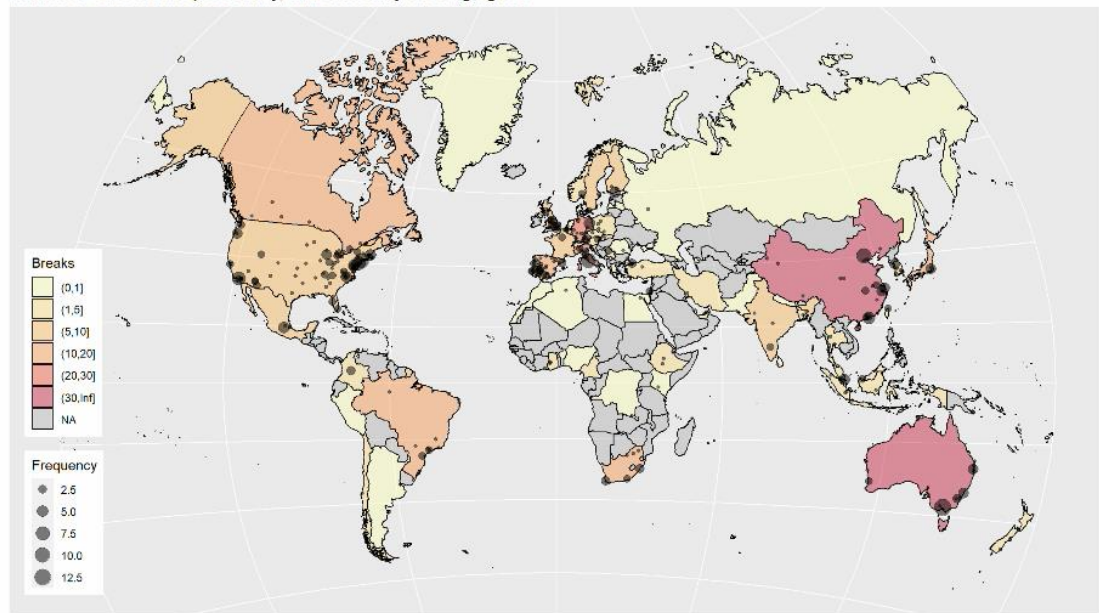 Breaks
(0,1]
(1,5]
(5,10]
(10,20]
(20,30]
(30,Inf]
NA
Frequency
2.5
5.0
7.5
10.0
12.5